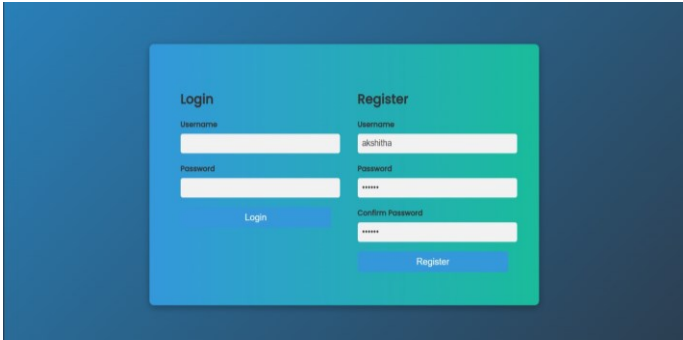 Login
Username
Password
Login
Register
Username
akshitha
Password
••••••
Confirm Password
••••••
Register